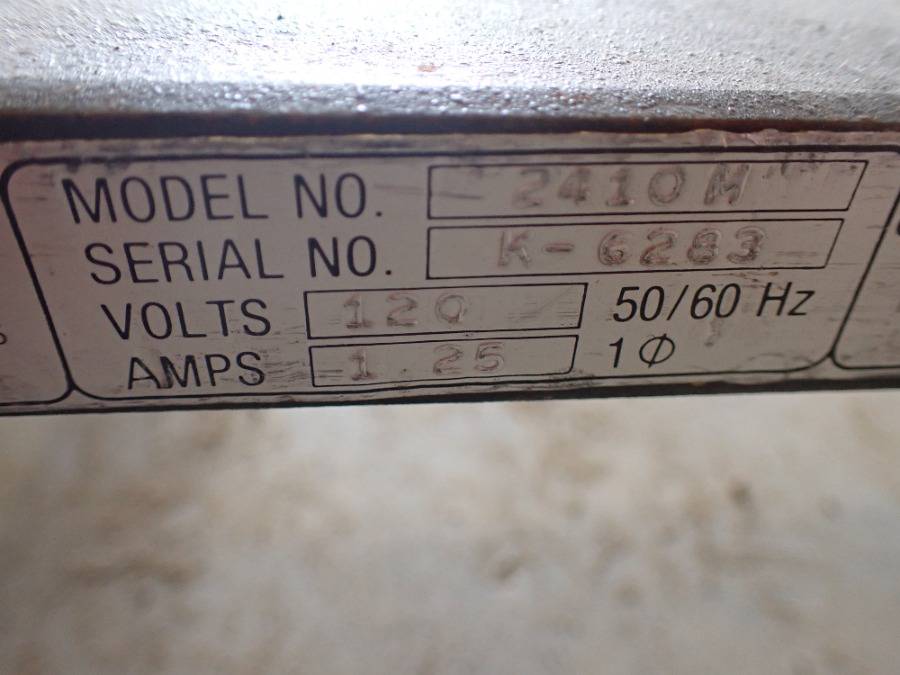 MODEL NO. 2410M
SERIAL NO. K-6283
VOLTS 120 50/60 Hz
AMPS 1.25 1Φ